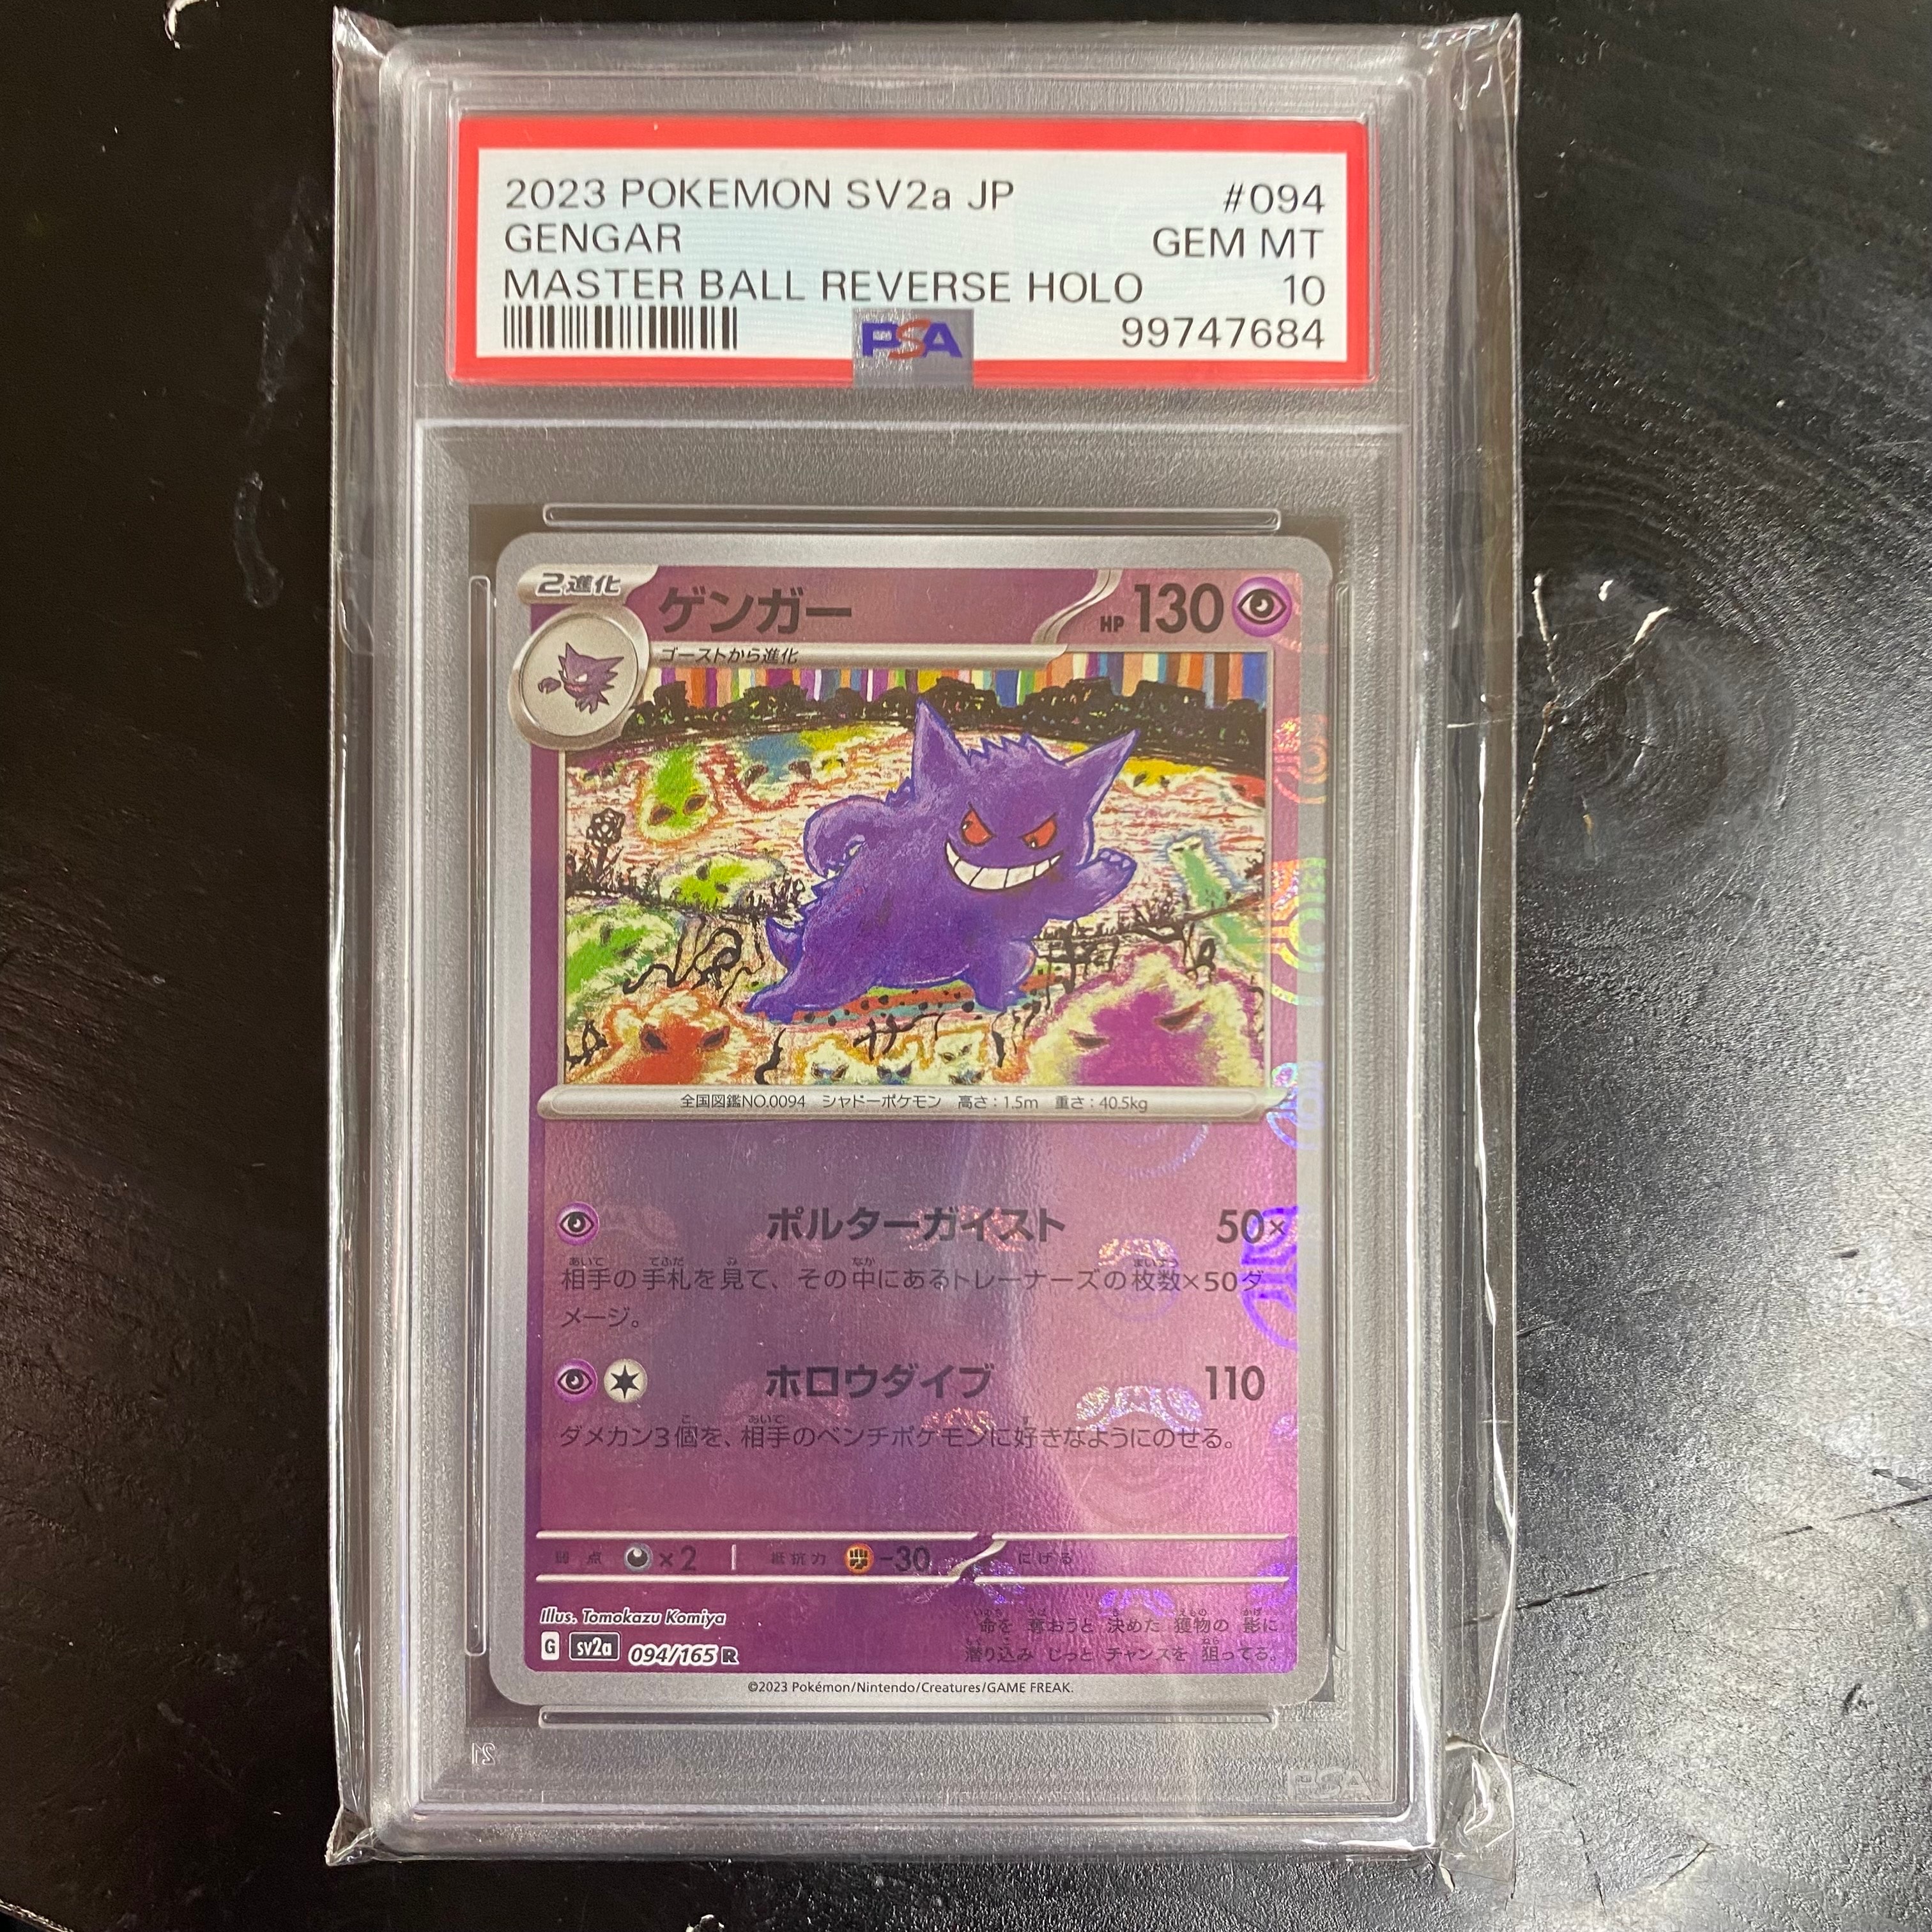 2023 POKEMON SV2a JP #094
GENGAR GEM MT
MASTER BALL REVERSE HOLO 10
PSA 99747684
2進化
ゲンガー HP 130
ゴーストから進化
全国図鑑NO.0094 シャドーポケモン 高さ:1.5m 重さ:40.5kg
ポルターガイスト 50×
相手の手札を見て、その中にあるトレーナーズの枚数×50ダ
メージ。
ホロウダイブ 110
ダメカン3個を、相手のベンチポケモンに好きなようにのせる。
弱点 ×2 抵抗力 -30 にげる
Illus. Tomokazu Komiya
命を 奪おうと 決めた 獲物の 影に
潜り込み じっと チャンスを 狙ってる。
G sv2a 094/165 R
©2023 Pokémon/Nintendo/Creatures/GAME FREAK.
21
PSA